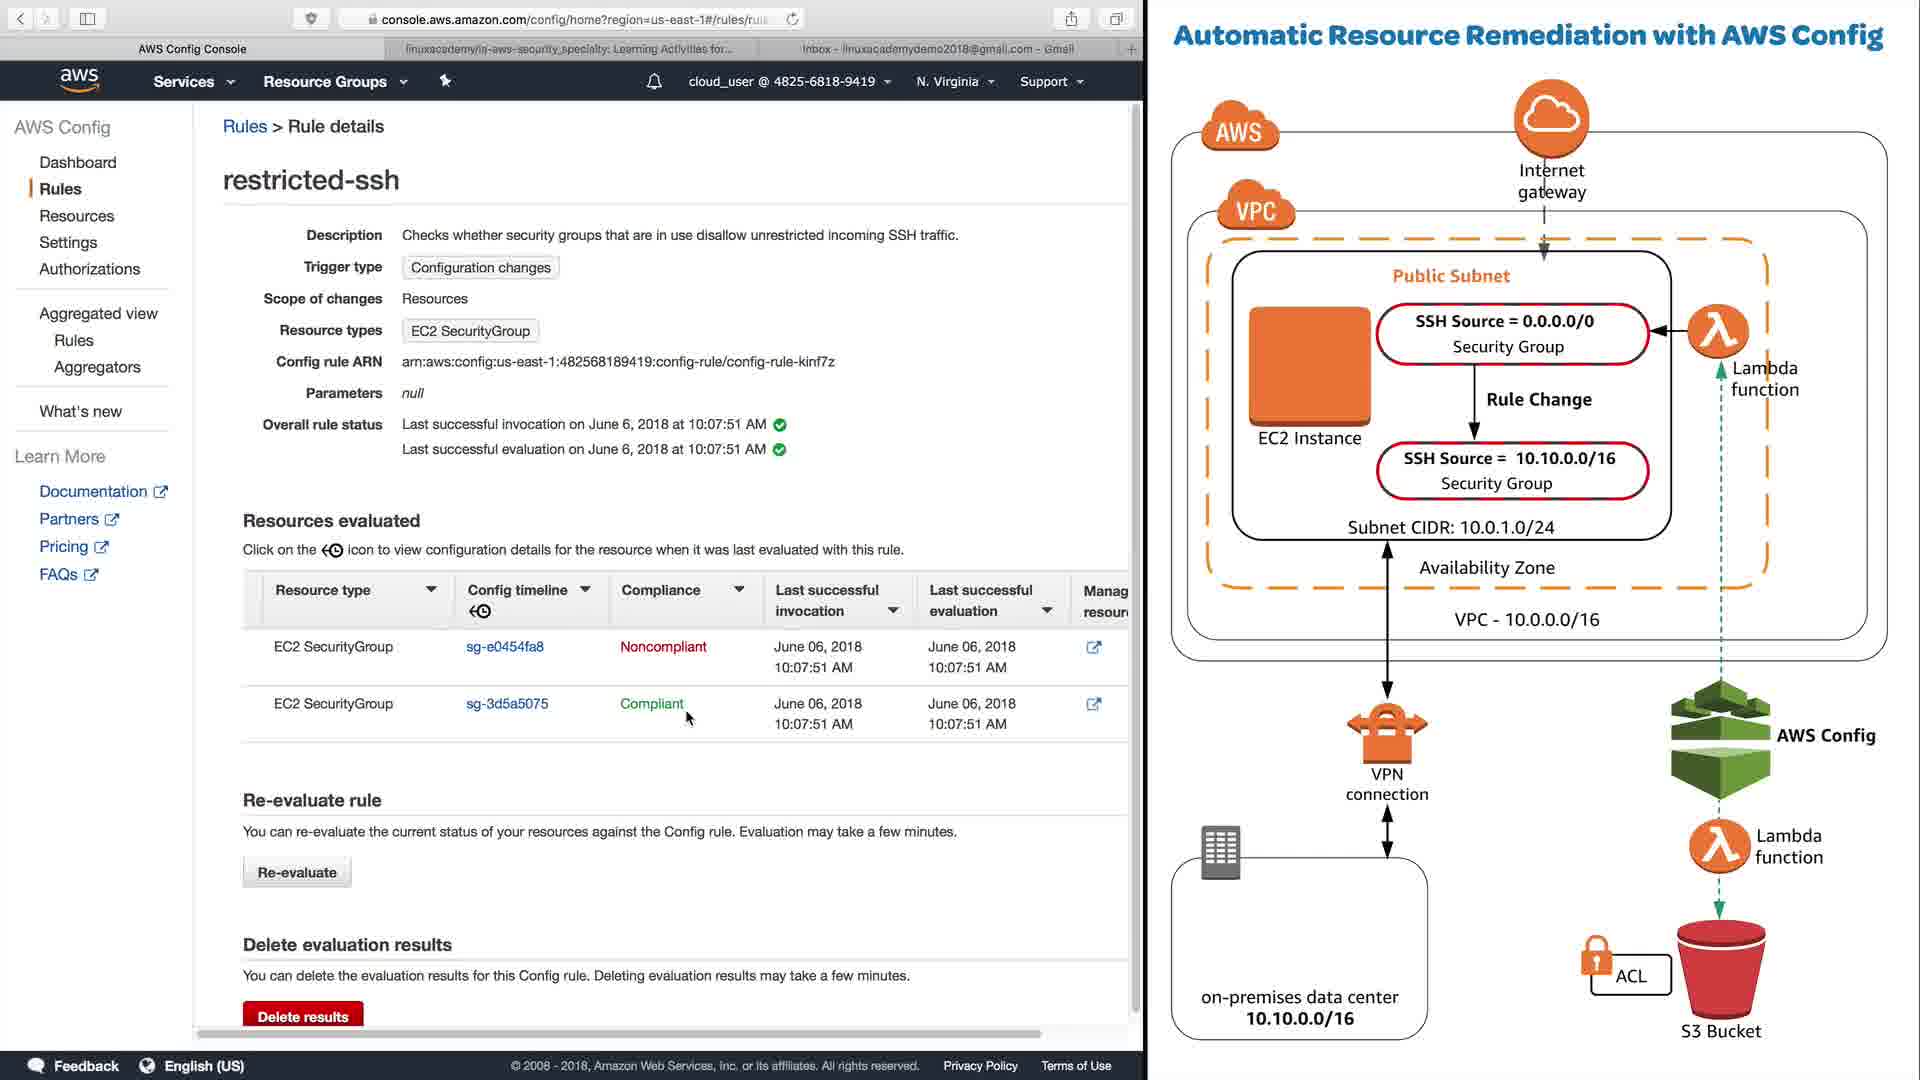 console.aws.amazon.com/config/home?region=us-east-1#/rules/rule
AWS Config Console
linuxacademy/la-aws-security_specialty: Learning Activities for...
Inbox - linuxacademydemo2018@gmail.com - Gmail
aws
Services
Resource Groups
cloud_user @ 4825-6818-9419
N. Virginia
Support
AWS Config
Dashboard
Rules
Resources
Settings
Authorizations
Aggregated view
Rules
Aggregators
What's new
Learn More
Documentation
Partners
Pricing
FAQs
Rules > Rule details
restricted-ssh
Description Checks whether security groups that are in use disallow unrestricted incoming SSH traffic.
Trigger type Configuration changes
Scope of changes Resources
Resource types EC2 SecurityGroup
Config rule ARN arn:aws:config:us-east-1:482568189419:config-rule/config-rule-kinf7z
Parameters null
Overall rule status Last successful invocation on June 6, 2018 at 10:07:51 AM
Last successful evaluation on June 6, 2018 at 10:07:51 AM
Resources evaluated
Click on the icon to view configuration details for the resource when it was last evaluated with this rule.
Resource type Config timeline Compliance Last successful invocation Last successful evaluation Manag resourc
EC2 SecurityGroup sg-e0454fa8 Noncompliant June 06, 2018 10:07:51 AM June 06, 2018 10:07:51 AM
EC2 SecurityGroup sg-3d5a5075 Compliant June 06, 2018 10:07:51 AM June 06, 2018 10:07:51 AM
Re-evaluate rule
You can re-evaluate the current status of your resources against the Config rule. Evaluation may take a few minutes.
Re-evaluate
Delete evaluation results
You can delete the evaluation results for this Config rule. Deleting evaluation results may take a few minutes.
Delete results
Feedback
English (US)
© 2008 - 2018, Amazon Web Services, Inc. or its affiliates. All rights reserved.
Privacy Policy
Terms of Use
Automatic Resource Remediation with AWS Config
AWS
Internet
gateway
VPC
Public Subnet
SSH Source = 0.0.0.0/0
Security Group
Lambda
function
Rule Change
EC2 Instance
SSH Source = 10.10.0.0/16
Security Group
Subnet CIDR: 10.0.1.0/24
Availability Zone
VPC - 10.0.0.0/16
AWS Config
VPN
connection
Lambda
function
on-premises data center
10.10.0.0/16
ACL
S3 Bucket